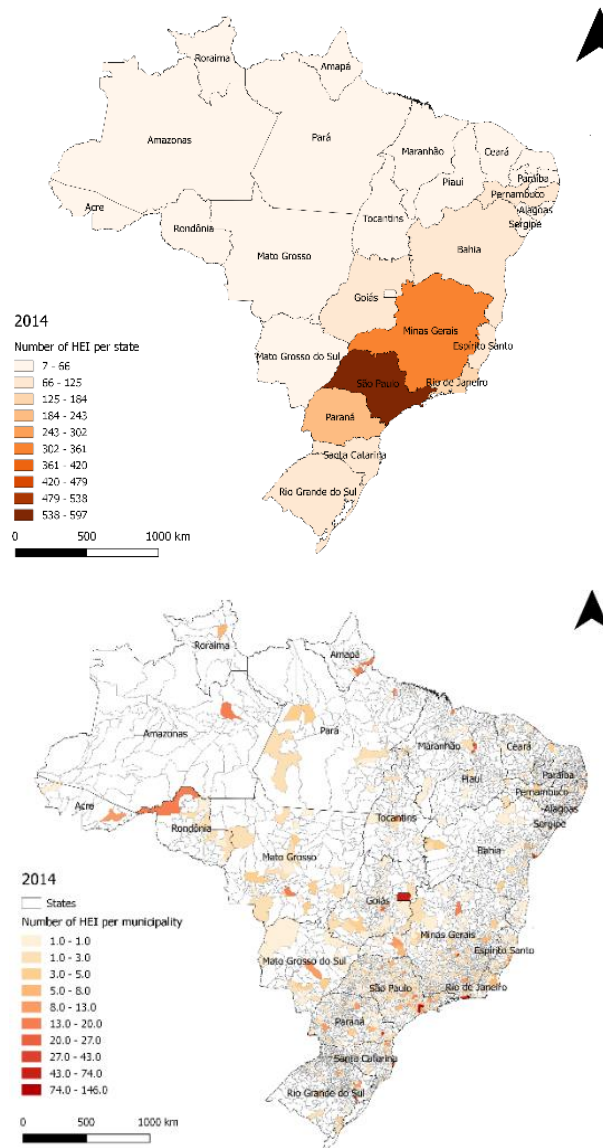 Roraima
Amapá
Amazonas
Pará
Maranhão
Ceará
Paraíba
Piauí
Pernambuco
Acre
Alagoas
Sergipe
Tocantins
Rondônia
Bahia
Mato Grosso
Goiás
2014
Minas Gerais
Number of HEI per state
Espírito Santo
Mato Grosso do Sul
7 - 66
São Paulo
Rio de Janeiro
66 - 125
125 - 184
184 - 243
Paraná
243 - 302
302 - 361
Santa Catarina
361 - 420
420 - 479
Rio Grande do Sul
479 - 538
538 - 597
0 500 1000 km
Roraima
Amapá
Amazonas
Pará
Maranhão
Ceará
Paraíba
Piauí
Pernambuco
Acre
Alagoas
Tocantins
Sergipe
Rondônia
Bahia
Mato Grosso
2014
Goiás
States
Number of HEI per municipality
Minas Gerais
1.0 - 1.0
Espírito Santo
1.0 - 3.0
Mato Grosso do Sul
3.0 - 5.0
São Paulo
Rio de Janeiro
5.0 - 8.0
8.0 - 13.0
13.0 - 20.0
Paraná
20.0 - 27.0
27.0 - 43.0
Santa Catarina
43.0 - 74.0
74.0 - 146.0
Rio Grande do Sul
0 500 1000 km